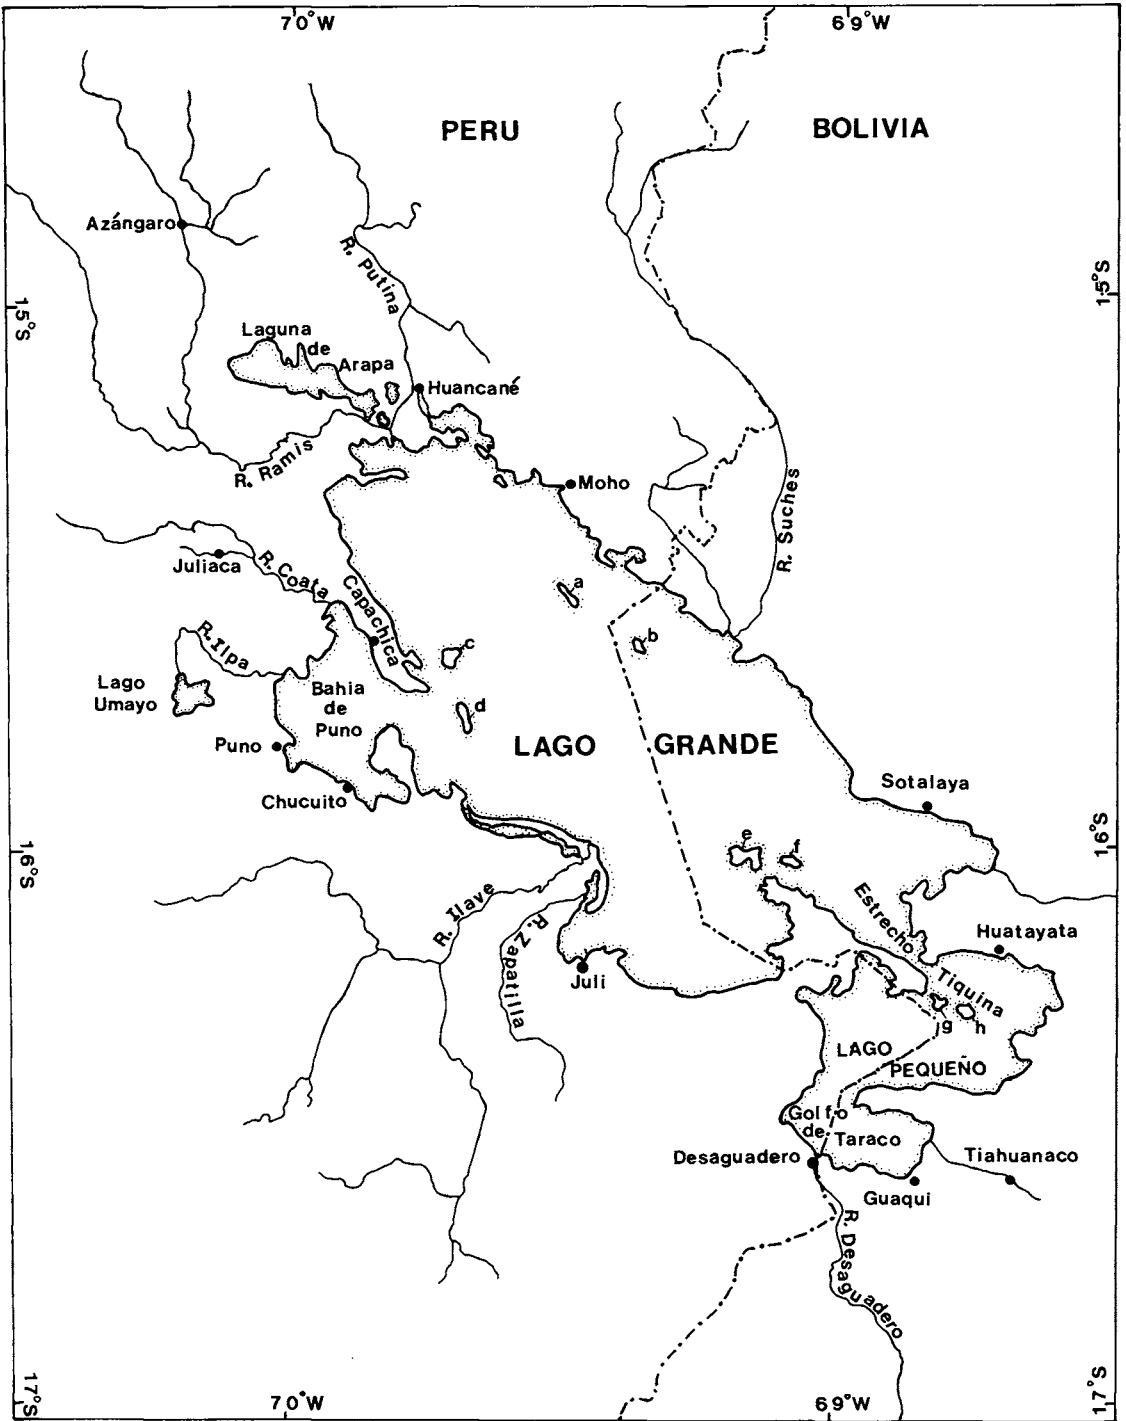 70°W
69°W
PERU
BOLIVIA
Azángaro
R. Putina
15°S
15°S
Laguna
de
Arapa
Huancané
R. Ramis
Moho
R. Suches
Juliaca
R. Coata
Capachica
a
b
c
d
R. Ilpa
Lago
Umayo
Bahia
de
Puno
Puno
Chucuito
LAGO GRANDE
Sotalaya
16°S
16°S
e
f
R. Ilave
R. Zapatilla
Juli
Estrecho
Tiquina
Huatayata
g
h
LAGO
PEQUEÑO
Golfo
de
Taraco
Desaguadero
Guaqui
Tiahuanaco
R. Desaguadero
17°S
70°W
69°W
17°S